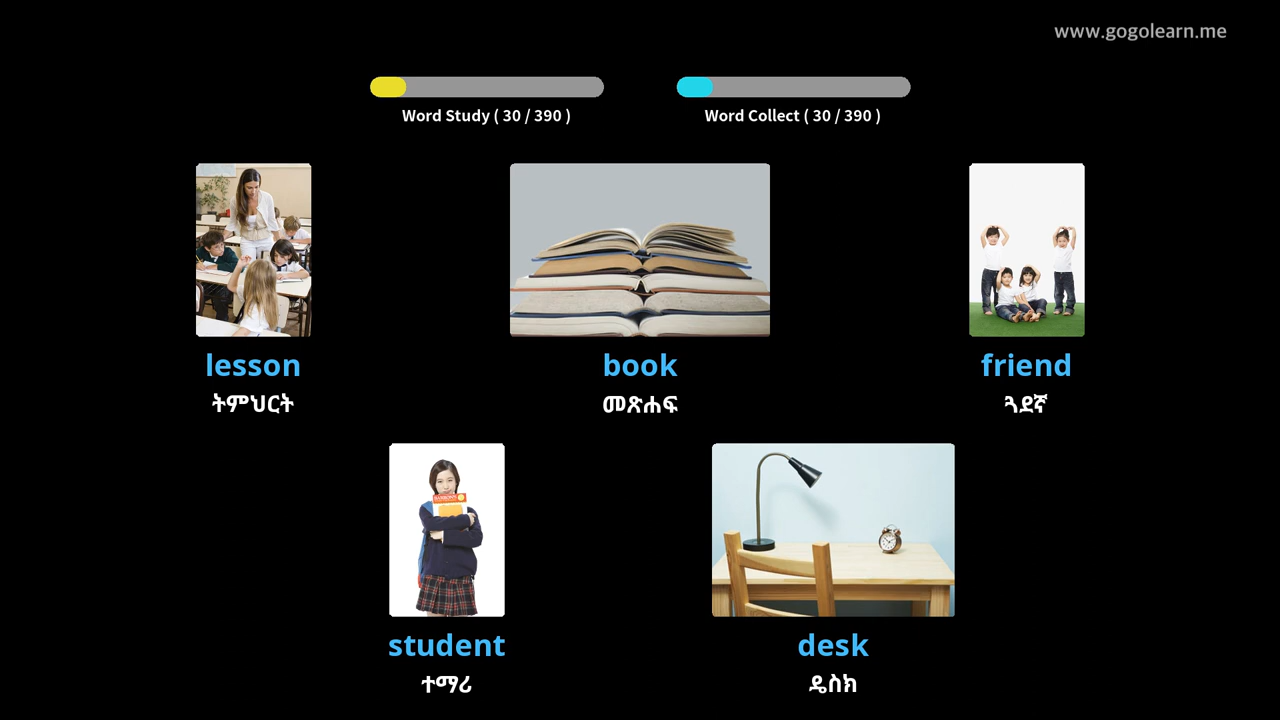 www.gogolearn.me
Word Study ( 30 / 390 )
Word Collect ( 30 / 390 )
lesson
ትምህርት
book
መጽሐፍ
friend
ጓደኛ
student
ተማሪ
desk
ዴስክ